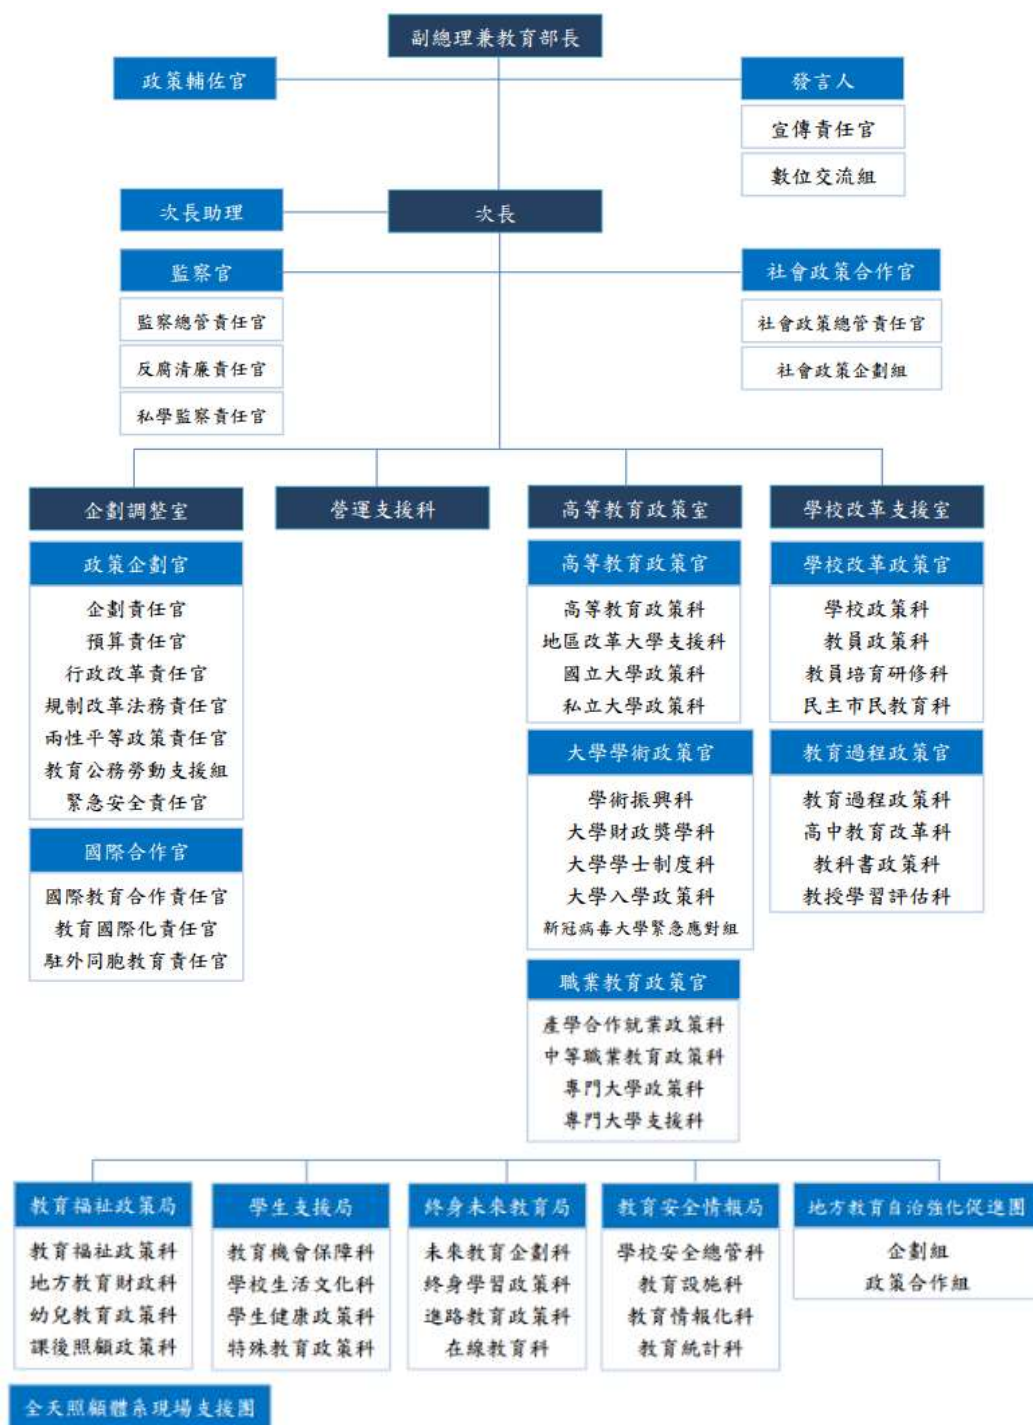 副總理兼教育部長
政策輔佐官
發言人
宣傳責任官
數位交流組
次長助理
次長
監察官
監察總管責任官
反腐清廉責任官
私學監察責任官
社會政策合作官
社會政策總管責任官
社會政策企劃組
企劃調整室
政策企劃官
企劃責任官
預算責任官
行政改革責任官
規制改革法務責任官
兩性平等政策責任官
教育公務勞動支援組
緊急安全責任官
國際合作官
國際教育合作責任官
教育國際化責任官
駐外同胞教育責任官
營運支援科
高等教育政策室
高等教育政策官
高等教育政策科
地區改革大學支援科
國立大學政策科
私立大學政策科
大學學術政策官
學術振興科
大學財政獎學科
大學學士制度科
大學入學政策科
新冠病毒大學緊急應對組
職業教育政策官
產學合作就業政策科
中等職業教育政策科
專門大學政策科
專門大學支援科
學校改革支援室
學校改革政策官
學校政策科
教員政策科
教員培育研修科
民主市民教育科
教育過程政策官
教育過程政策科
高中教育改革科
教科書政策科
教授學習評估科
教育福祉政策局
教育福祉政策科
地方教育財政科
幼兒教育政策科
課後照顧政策科
全天照顧體系現場支援團
學生支援局
教育機會保障科
學校生活文化科
學生健康政策科
特殊教育政策科
終身未來教育局
未來教育企劃科
終身學習政策科
進路教育政策科
在線教育科
教育安全情報局
學校安全總管科
教育設施科
教育情報化科
教育統計科
地方教育自治強化促進團
企劃組
政策合作組